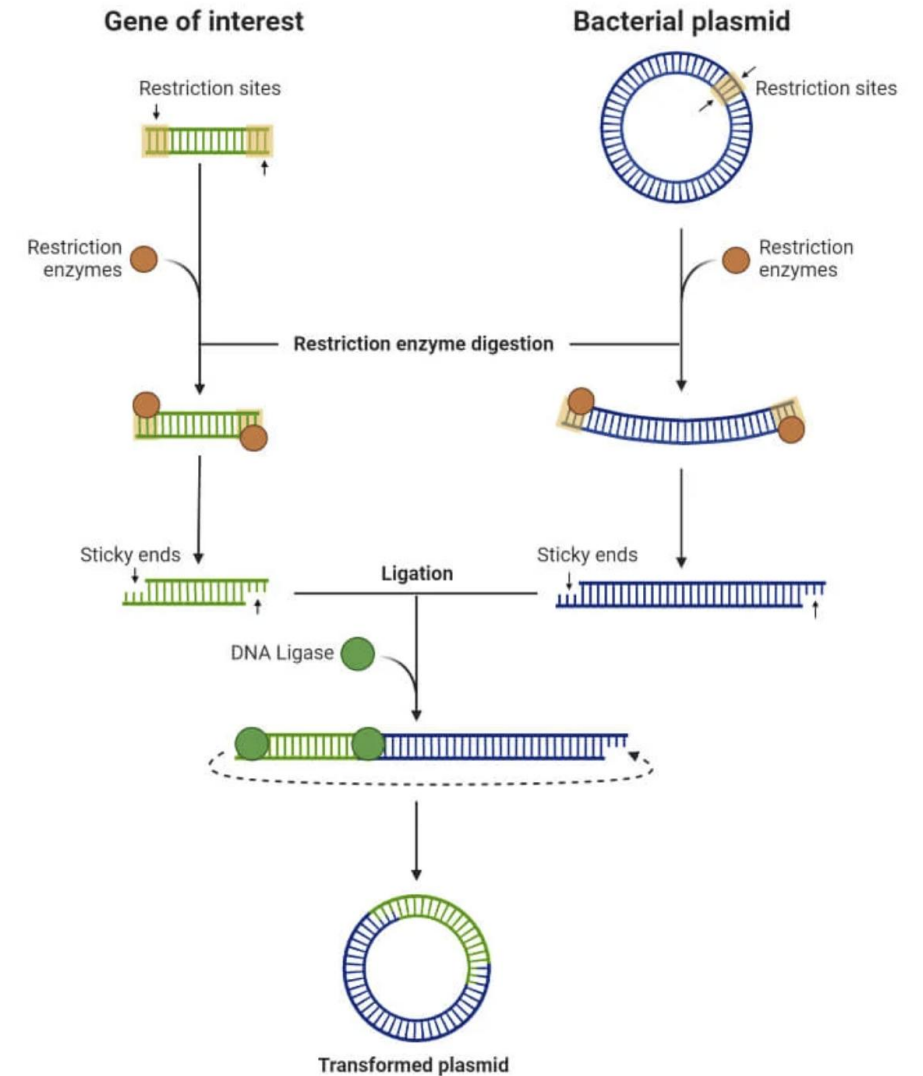 Gene of interest
Bacterial plasmid
Restriction sites
Restriction sites
Restriction
enzymes
Restriction
enzymes
Restriction enzyme digestion
Sticky ends
Sticky ends
Ligation
DNA Ligase
Transformed plasmid